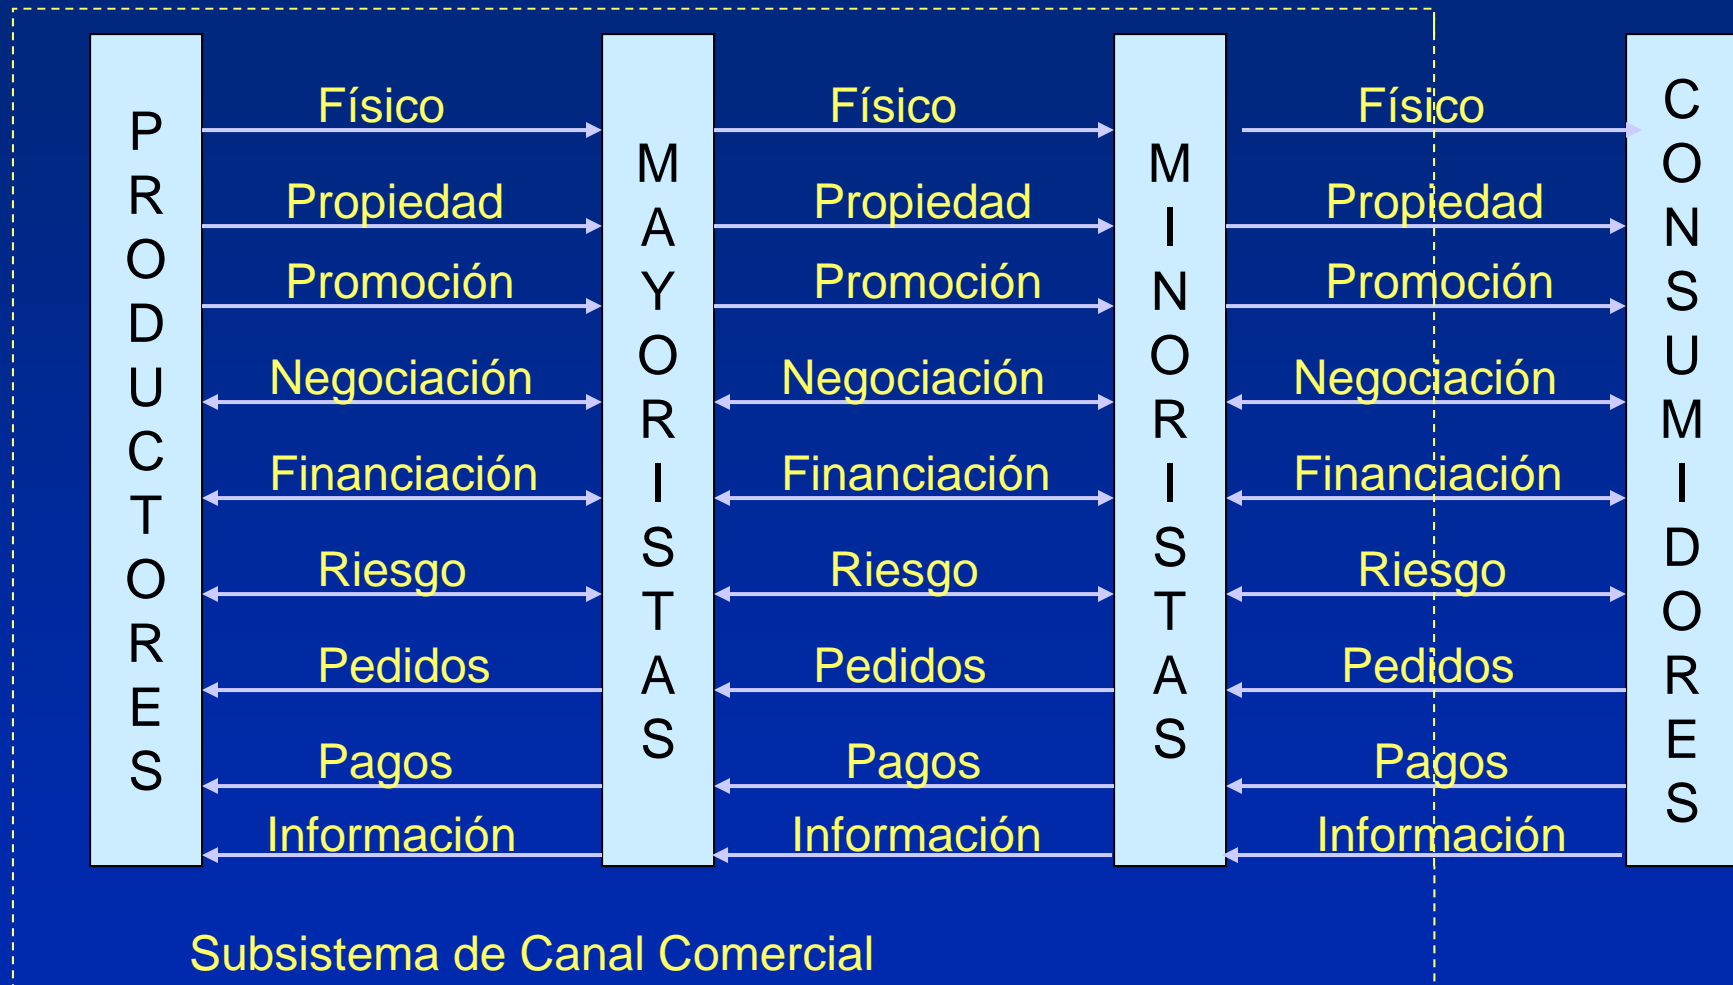 PRODUCTORES
MAYORISTAS
MINORISTAS
CONSUMIDORES
Físico Físico Físico
Propiedad Propiedad Propiedad
Promoción Promoción Promoción
Negociación Negociación Negociación
Financiación Financiación Financiación
Riesgo Riesgo Riesgo
Pedidos Pedidos Pedidos
Pagos Pagos Pagos
Información Información Información
Subsistema de Canal Comercial